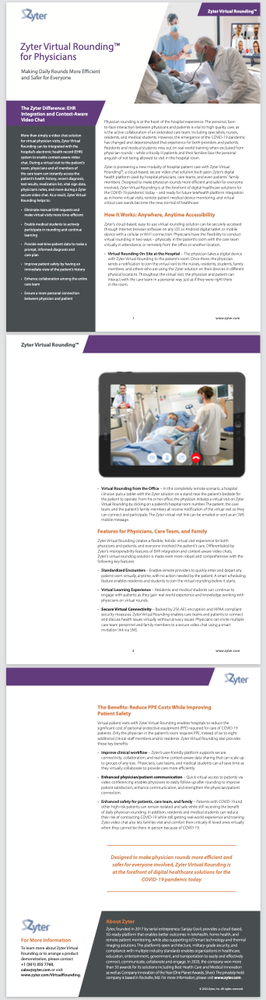 Zyter
Zyter Virtual Rounding™
Zyter Virtual Rounding™
for Physicians
Making Daily Rounds More Efficient
and Safer for Everyone
The Zyter Difference: EHR
Integration and Context-Aware
Video Chat
More than simply a video chat solution
for virtual physician visits, Zyter Virtual
Rounding can be integrated with the
hospital's electronic health record (EHR)
system to enable context-aware video
chat. During a virtual visit to the patient's
room, physicians and all members of
the care team can access the patient's
health history, recent diagnosis,
test results, medication list, vital sign data,
physician's notes, and more during a Zyter
secure video chat. As a result, Zyter Virtual
Rounding helps to:
• Eliminate manual EHR requests and
make virtual visits more time-efficient
• Enable medical students to actively
participate in rounding and continue
learning
• Provide real-time patient data to make a
prompt, informed diagnosis and
care plan
• Improve patient safety by having an
immediate view of the patient's history
• Enhance collaboration among the entire
care team
• Ensure a more personal connection
between physician and patient
Physician rounding is at the heart of the hospital experience. The personal, face-
to-face interaction between physicians and patients is vital to high quality care, as
is the active collaboration of an extended care team, including specialists, nurses,
residents, and medical students. However, the emergence of the COVID-19 pandemic
has changed and depersonalized that experience for both providers and patients.
Residents and medical students miss out on real-training when excluded from
physician rounds – while critically ill patients and their families face the personal
anguish of not being allowed to visit in the hospital room.
Zyter is pioneering a new modality of hospital patient care with Zyter Virtual
Rounding™, a cloud-based, secure video chat solution built upon Zyter's digital
health platform used by hospital physicians, care teams, and even patients' family
members. Designed to make physician rounds more efficient and safer for everyone
involved, Zyter Virtual Rounding is at the forefront of digital healthcare solutions for
the COVID-19 pandemic today – and ready for future telehealth platform integration
as in-home virtual visits, remote patient medical device monitoring, and virtual
critical care visits become the new normal of healthcare.
How It Works: Anywhere, Anytime Accessibility
Zyter's cloud-based, easy-to-use virtual rounding solution can be securely accessed
through internet browser software on any iOS or Android digital tablet or mobile
device with a cellular or WiFi connection. Physicians have the flexibility to conduct
virtual rounding in two ways – physically in the patient's room with the care team
virtually in attendance, or remotely from the office or another location.
• Virtual Rounding On-Site at the Hospital – The physician takes a digital device
with Zyter Virtual Rounding to the patient's room. Once there, the physician
sends a notification to join the virtual visit to the nurses, residents, students, family
members, and others who are using the Zyter solution on their devices in different
physical locations. Throughout the virtual visit, the physician and patient can
interact with the care team in a personal way just as if they were right there
in the room.
1
www.zyter.com
Zyter Virtual Rounding™
• Virtual Rounding from the Office – In this completely remote scenario, a hospital
clinician puts a tablet with the Zyter solution on a stand near the patient's bedside for
the patient to operate. From his or her office, the physician initiates a virtual visit on Zyter
Virtual Rounding by clicking on a patient's hospital room number. The patient, the care
team, and the patient's family members all receive notification of the virtual visit so they
can connect and participate. The Zyter virtual visit link can be emailed or sent as an SMS
mobile message.
Features for Physicians, Care Team, and Family
Zyter Virtual Rounding creates a flexible, holistic virtual visit experience for both
physicians and patients, and everyone involved the patient's care. Differentiated by
Zyter's interoperability features of EHR integration and context-aware video chats,
Zyter's virtual rounding solution is made even more robust and comprehensive with the
following key features:
• Standardized Encounters – Enables remote providers to quickly enter and depart any
patient room virtually, anytime, with no action needed by the patient. A smart scheduling
feature enables residents and students to join the virtual rounding before it starts.
• Virtual Learning Experience – Residents and medical students can continue to
engage with patients as they gain real-world experience and knowledge working with
physicians on virtual rounds.
• Secure Virtual Connectivity – Backed by 256 AES encryption and HIPAA compliant
security measures, Zyter Virtual Rounding enables care teams and patients to connect
and discuss health issues virtually without privacy issues. Physicians can invite multiple
care team personnel and family members to a secure video chat using a smart
invitation link via SMS.
2
www.zyter.com
Zyter
The Benefits: Reduce PPE Costs While Improving
Patient Safety
Virtual patient visits with Zyter Virtual Rounding enables hospitals to reduce the
significant cost of personal protective equipment (PPE) required for care of COVID-19
patients. Only the physician in the patient's room requires PPE, instead of six to eight
additional clinical staff members and/or residents. Zyter Virtual Rounding also provides
these key benefits:
• Improve clinical workflow – Zyter's user-friendly platform supports secure
connectivity, collaboration, and real-time context-aware data sharing that can scale up
to groups of any size. Physicians, care teams, and medical students can all save time as
they virtually collaborate to provide care more efficiently.
• Enhanced physician/patient communication – Quick virtual access to patients via
video conferencing enables physicians to easily follow up after rounding to improve
patient satisfaction, enhance communication, and strengthen the physician/patient
connection.
• Enhanced safety for patients, care team, and family – Patients with COVID-19 and
other high-risk patients can remain isolated and safe while still receiving the benefit
of daily physician rounding. In addition, residents and medical students can reduce
their risk of contracting COVID-19 while still getting real-world experience and training.
Zyter video chat also lets families visit and comfort their critically ill loved ones virtually
when they cannot be there in person because of COVID-19.
Designed to make physician rounds more efficient and
safer for everyone involved, Zyter Virtual Rounding is
at the forefront of digital healthcare solutions for the
COVID-19 pandemic today
Zyter
For More Information
To learn more about Zyter Virtual
Rounding or to arrange a product
demonstration, please contact
+1 (301) 355 7760,
sales@zyter.com or visit
www.zyter.com/VirtualRounding.
About Zyter
Zyter, founded in 2017 by serial entrepreneur Sanjay Govil, provides a cloud-based,
5G-ready platform that enables better outcomes in telehealth, home health, and
remote patient monitoring, while also supporting IoT/smart technology and thermal
imaging solutions. The platform's open architecture, military-grade security, and
compliance with multiple industry standards enables organizations in healthcare,
education, entertainment, government, and transportation to easily and effectively
connect, communicate, collaborate and engage. In 2020, the company won more
than 30 awards for its solutions including Best Health Care and Medical Innovation
as well as Company Innovation of the Year (One Planet Awards, Silver). The privately held
company is based in Rockville, Md. For more information, please visit www.zyter.com.
© 2020 Zyter, Inc. All rights reserved.